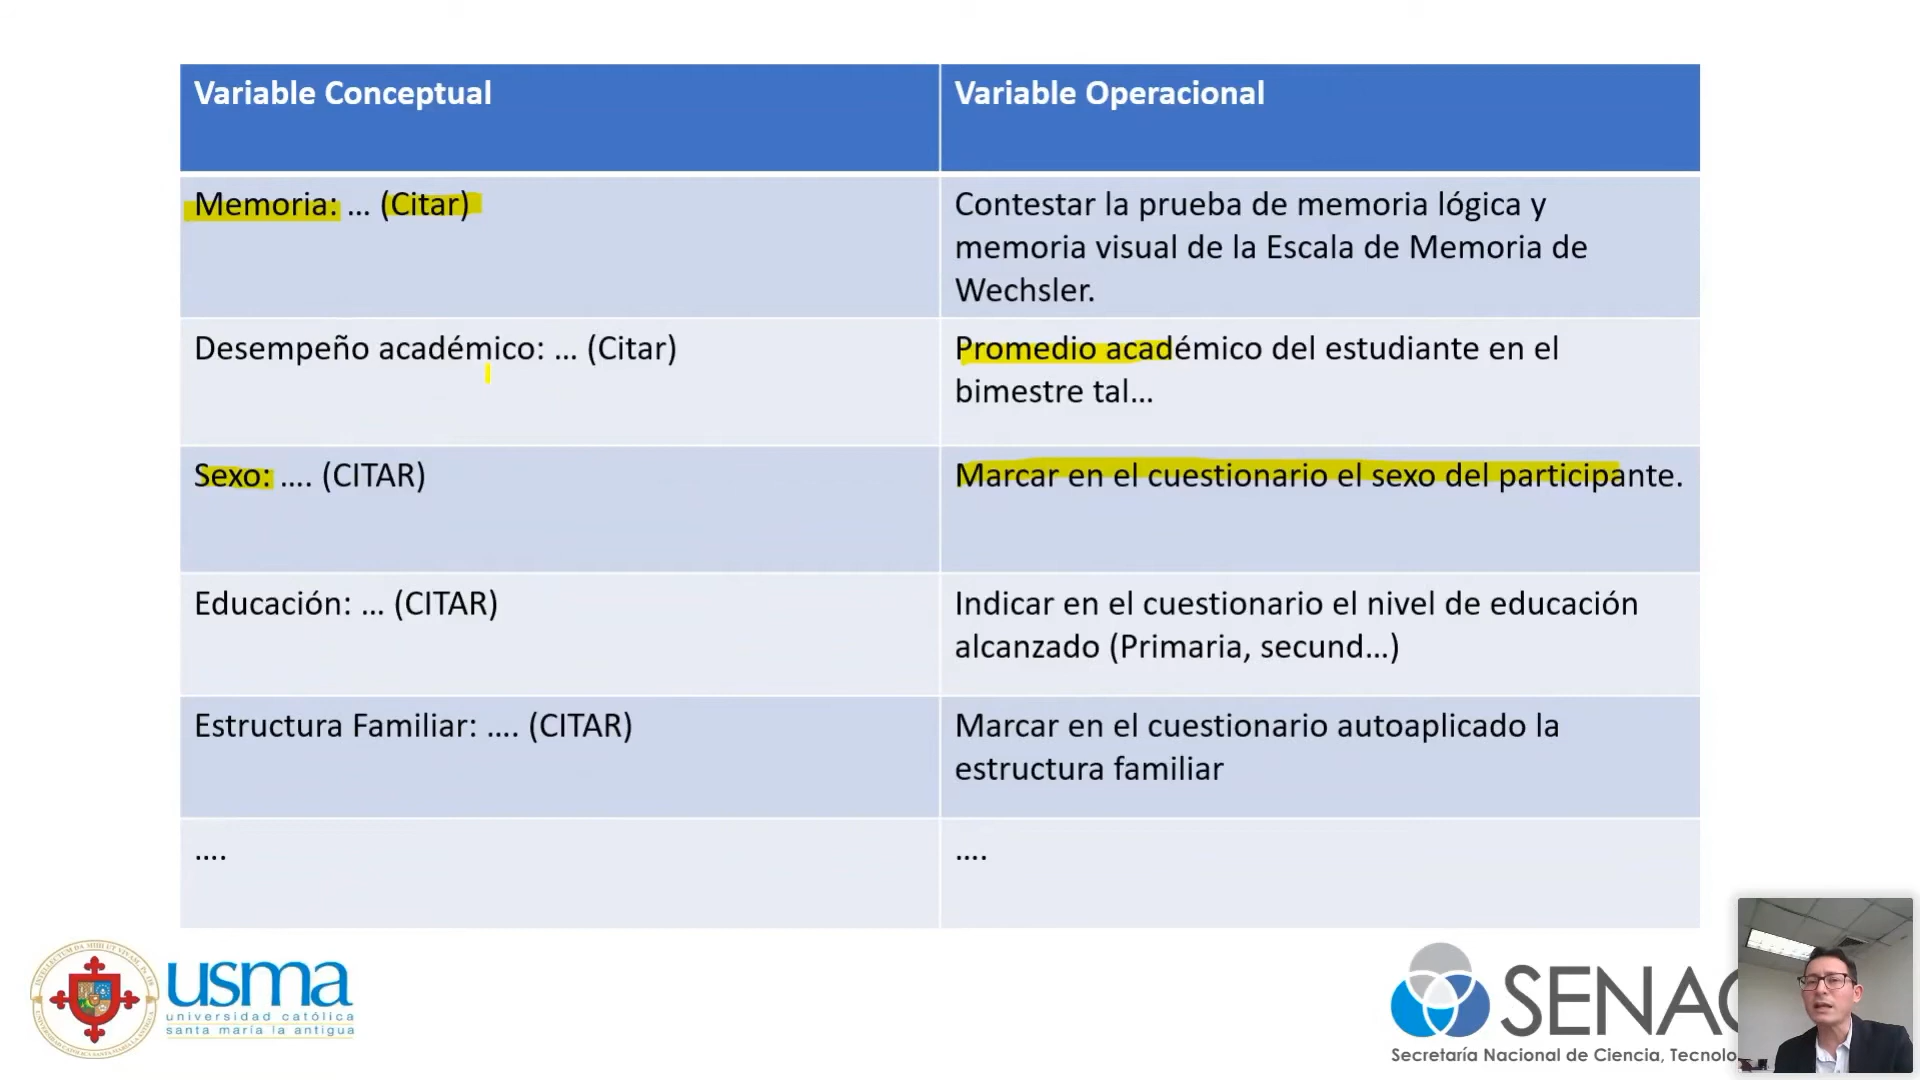 Variable Conceptual
Variable Operacional
Memoria: ... (Citar)
Contestar la prueba de memoria lógica y
memoria visual de la Escala de Memoria de
Wechsler.
Desempeño académico: ... (Citar)
Promedio académico del estudiante en el
bimestre tal...
Sexo: .... (CITAR)
Marcar en el cuestionario el sexo del participante.
Educación: ... (CITAR)
Indicar en el cuestionario el nivel de educación
alcanzado (Primaria, secund...)
Estructura Familiar: .... (CITAR)
Marcar en el cuestionario autoaplicado la
estructura familiar
....
....
usma
universidad católica
santa maría la antigua
SENAC
Secretaría Nacional de Ciencia, Tecnolo